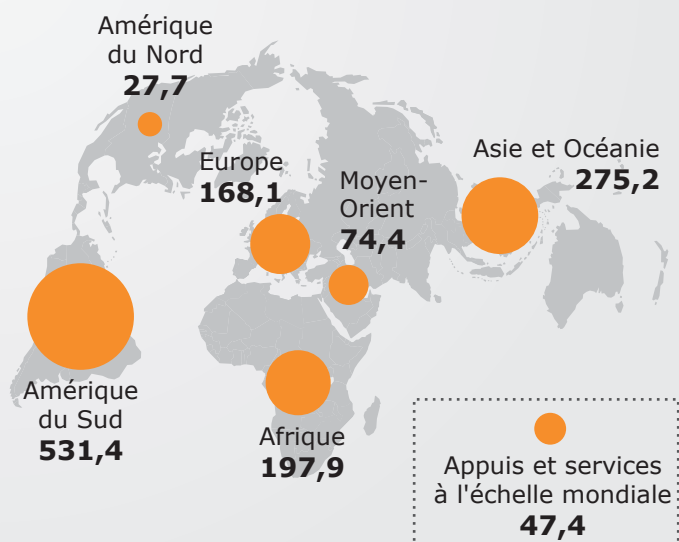 Amérique
du Nord
27,7
Europe
168,1
Moyen-
Orient
74,4
Asie et Océanie
275,2
Amérique
du Sud
531,4
Afrique
197,9
Appuis et services
à l'échelle mondiale
47,4